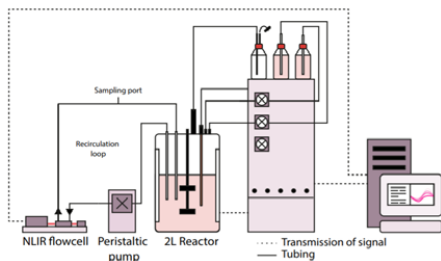 Sampling port
Recirculation
loop
NLIR flowcell
Peristaltic
pump
2L Reactor
Transmission of signal
Tubing